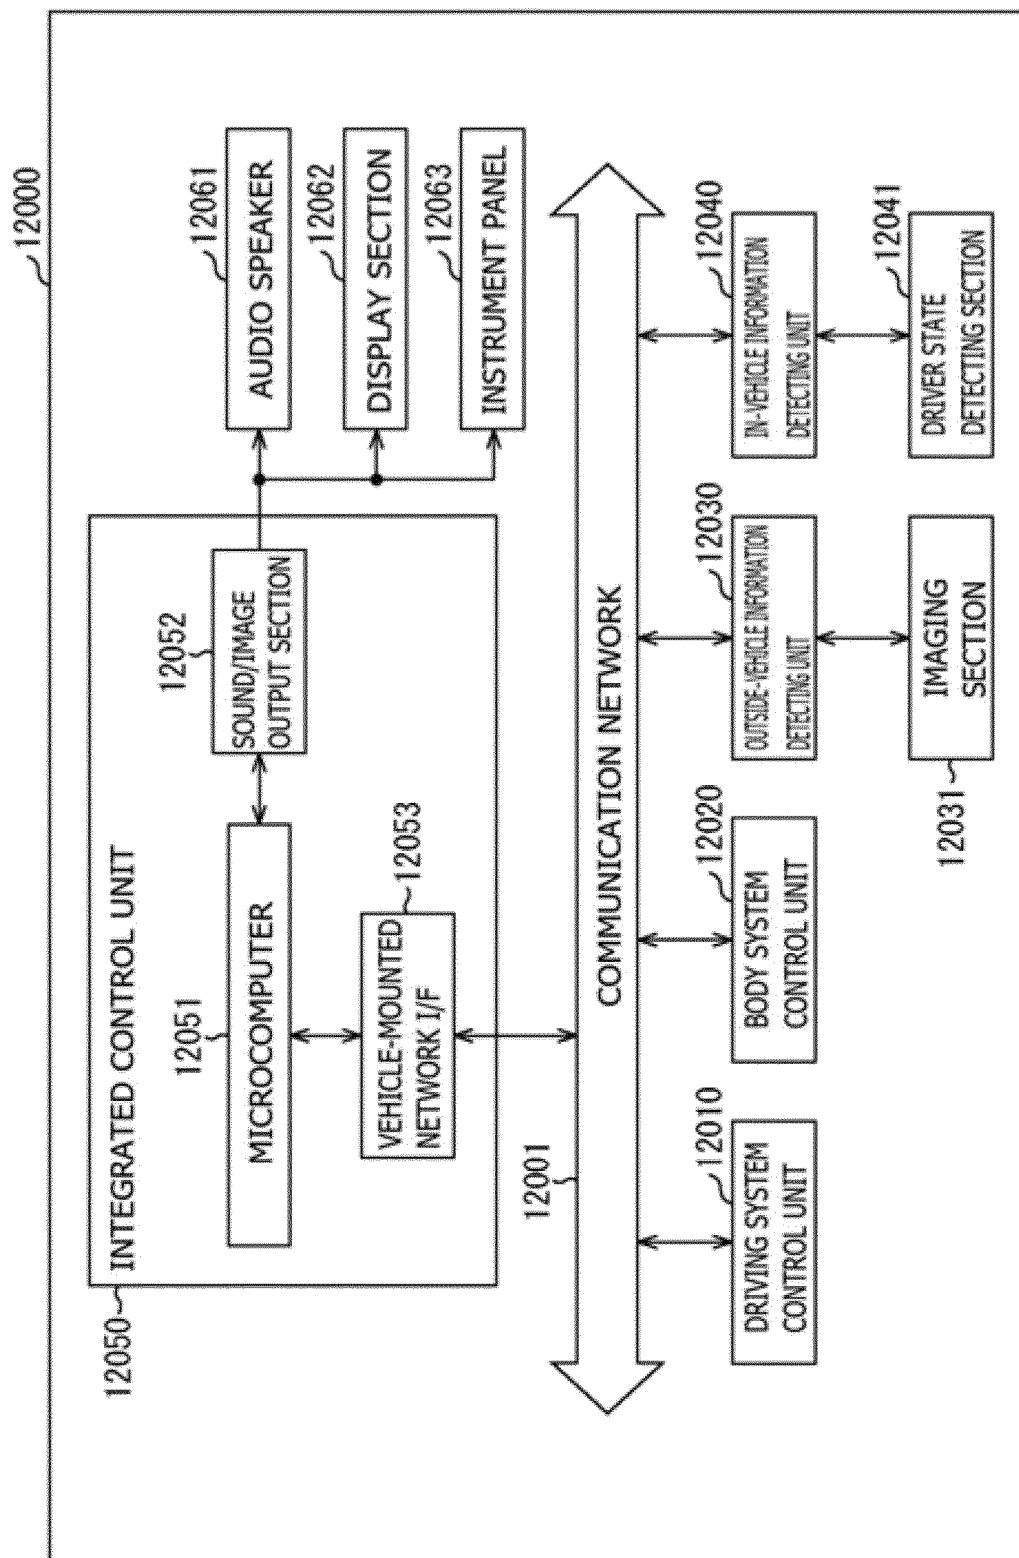 12000
12050
INTEGRATED CONTROL UNIT
12051
MICROCOMPUTER
12052
SOUND/IMAGE
OUTPUT SECTION
12053
VEHICLE-MOUNTED
NETWORK I/F
12061
AUDIO SPEAKER
12062
DISPLAY SECTION
12063
INSTRUMENT PANEL
12001
COMMUNICATION NETWORK
12010
DRIVING SYSTEM
CONTROL UNIT
12020
BODY SYSTEM
CONTROL UNIT
12030
OUTSIDE-VEHICLE INFORMATION
DETECTING UNIT
12040
IN-VEHICLE INFORMATION
DETECTING UNIT
12031
IMAGING
SECTION
12041
DRIVER STATE
DETECTING SECTION